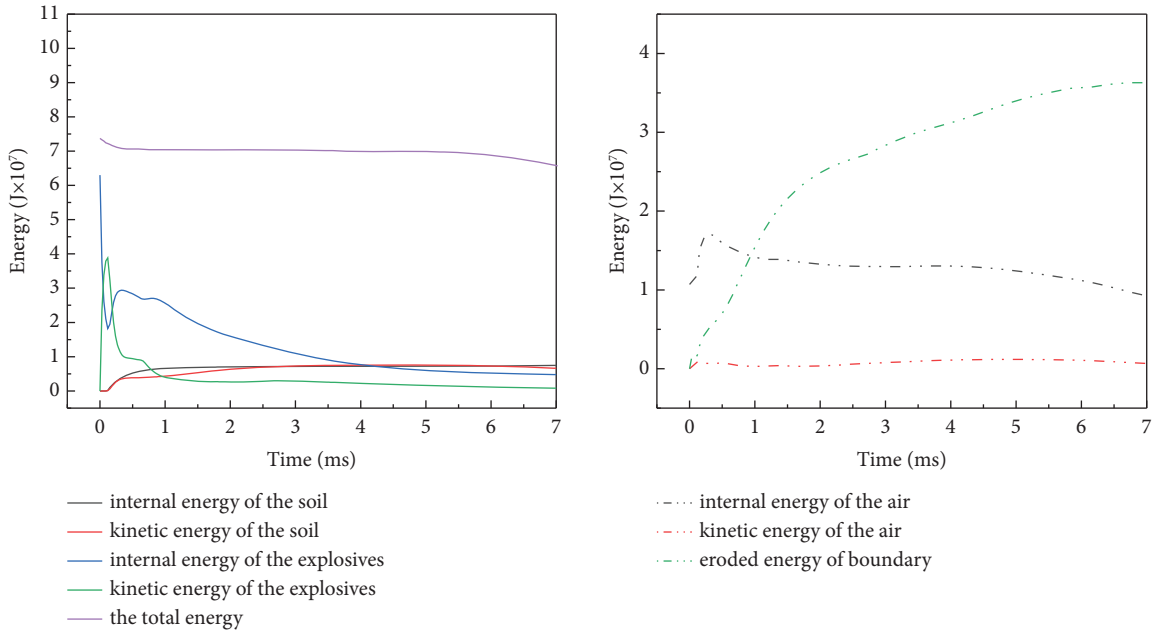 11
10
9
8
7
6
5
4
3
2
1
0
Energy (J×10⁷)
0 1 2 3 4 5 6 7
Time (ms)
internal energy of the soil
kinetic energy of the soil
internal energy of the explosives
kinetic energy of the explosives
the total energy
4
3
2
1
0
Energy (J×10⁷)
0 1 2 3 4 5 6 7
Time (ms)
internal energy of the air
kinetic energy of the air
eroded energy of boundary